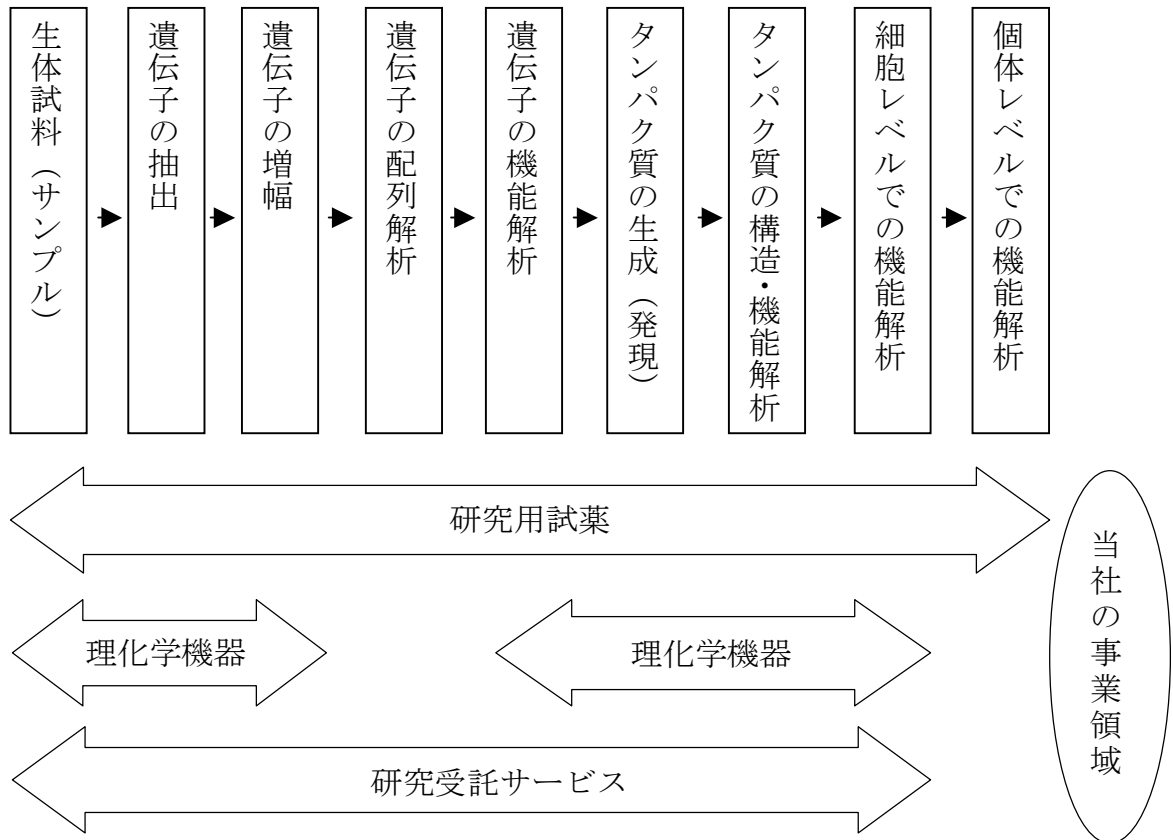 生体試料（サンプル）
遺伝子の抽出
遺伝子の増幅
遺伝子の配列解析
遺伝子の機能解析
タンパク質の生成（発現）
タンパク質の構造・機能解析
細胞レベルでの機能解析
個体レベルでの機能解析
研究用試薬
理化学機器
理化学機器
研究受託サービス
当社の事業領域